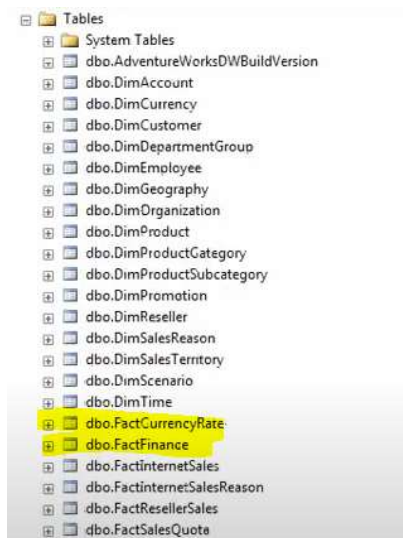 Tables
System Tables
dbo.AdventureWorksDWBuildVersion
dbo.DimAccount
dbo.DimCurrency
dbo.DimCustomer
dbo.DimDepartmentGroup
dbo.DimEmployee
dbo.DimGeography
dbo.DimOrganization
dbo.DimProduct
dbo.DimProductCategory
dbo.DimProductSubcategory
dbo.DimPromotion
dbo.DimReseller
dbo.DimSalesReason
dbo.DimSalesTerritory
dbo.DimScenario
dbo.DimTime
dbo.FactCurrencyRate
dbo.FactFinance
dbo.FactInternetSales
dbo.FactInternetSalesReason
dbo.FactResellerSales
dbo.FactSalesQuota